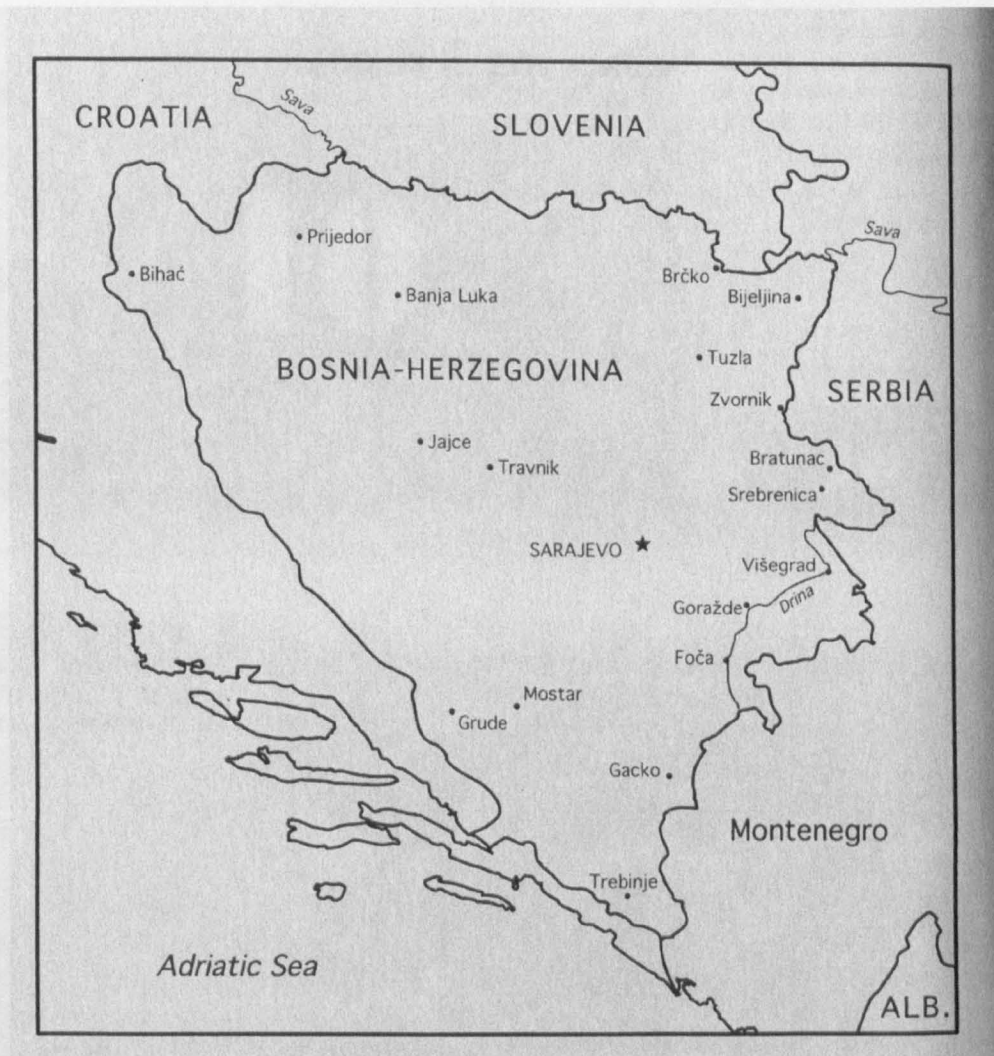 Sava
CROATIA
SLOVENIA
Sava
Prijedor
Bihać
Brčko
Banja Luka
Bijeljina
Tuzla
BOSNIA-HERZEGOVINA
SERBIA
Zvornik
Jajce
Travnik
Bratunac
Srebrenica
SARAJEVO
Višegrad
Drina
Goražde
Foča
Mostar
Grude
Gacko
Montenegro
Trebinje
Adriatic Sea
ALB.